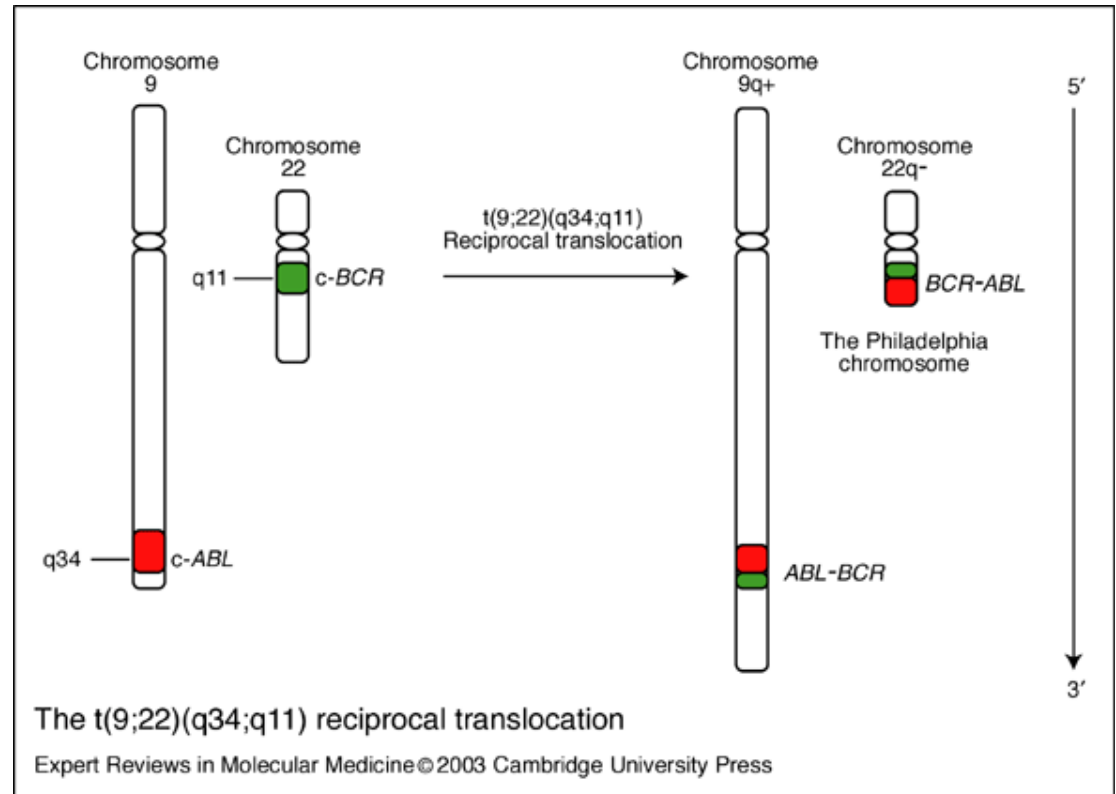 Chromosome
9
Chromosome
22
q11
c-BCR
q34
c-ABL
t(9;22)(q34;q11)
Reciprocal translocation
Chromosome
9q+
Chromosome
22q-
BCR-ABL
The Philadelphia
chromosome
ABL-BCR
5′
3′
The t(9;22)(q34;q11) reciprocal translocation
Expert Reviews in Molecular Medicine©2003 Cambridge University Press